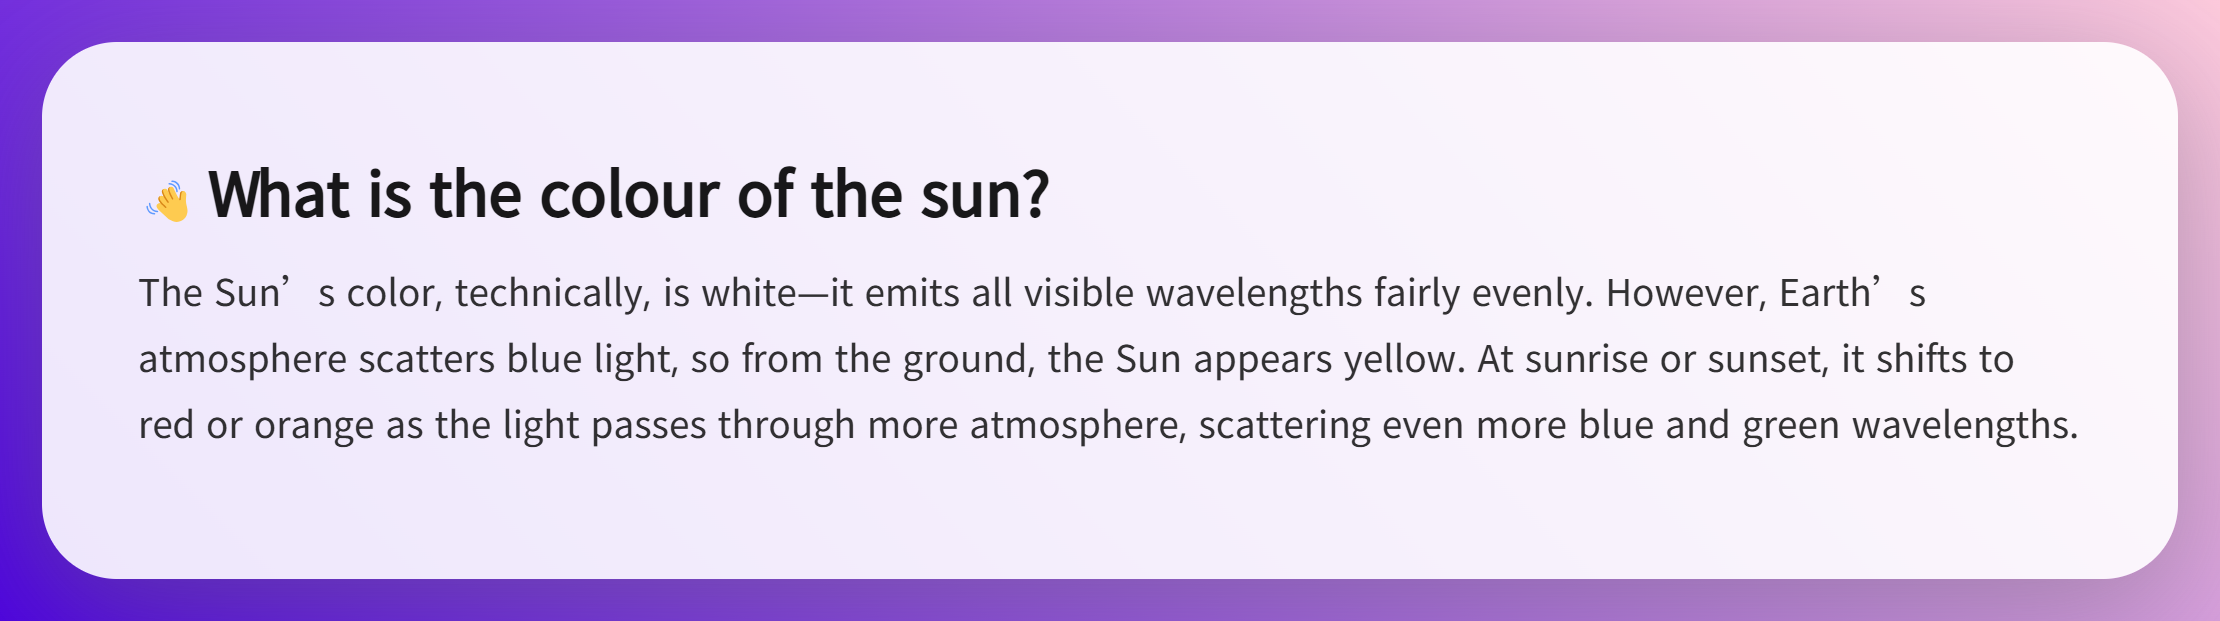 👋 What is the colour of the sun?
The Sun’s color, technically, is white—it emits all visible wavelengths fairly evenly. However, Earth’s
atmosphere scatters blue light, so from the ground, the Sun appears yellow. At sunrise or sunset, it shifts to
red or orange as the light passes through more atmosphere, scattering even more blue and green wavelengths.